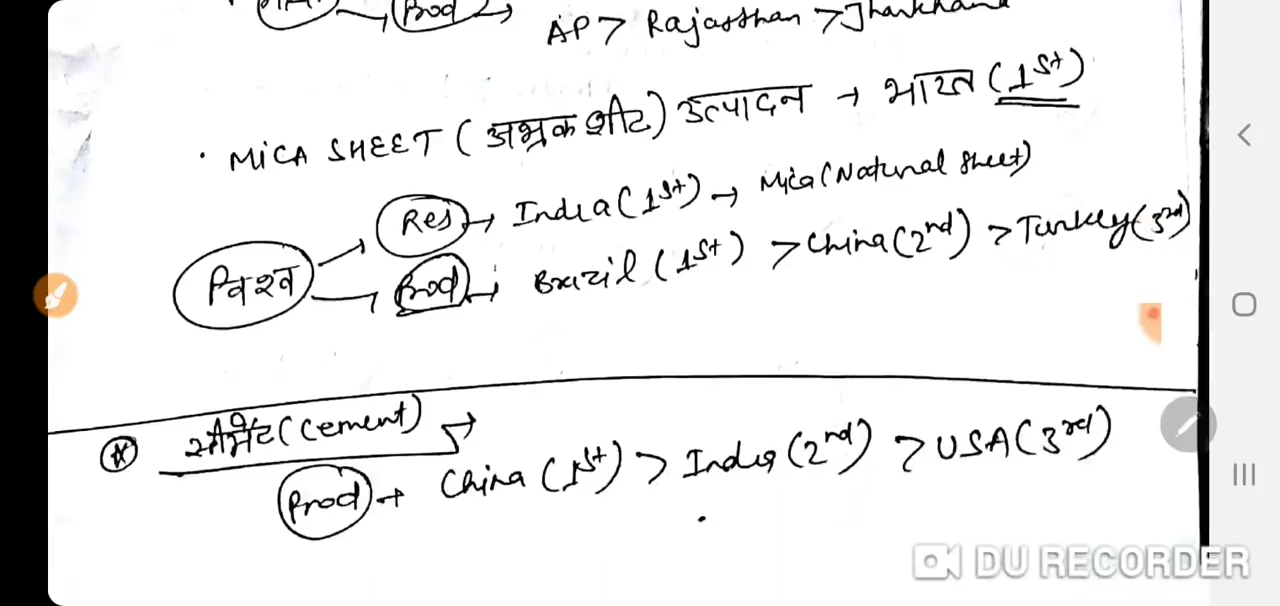 Prod → AP > Rajasthan > Jharkhand
• MICA SHEET (अभ्रक शीट) उत्पादन → भारत (1st)
Res → India (1st) → Mica (Natural Sheet)
विश्व
Prod → Brazil (1st) > China (2nd) > Turkey (3rd)
* सीमेंट (Cement)
Prod → China (1st) > India (2nd) > USA (3rd)
DU RECORDER